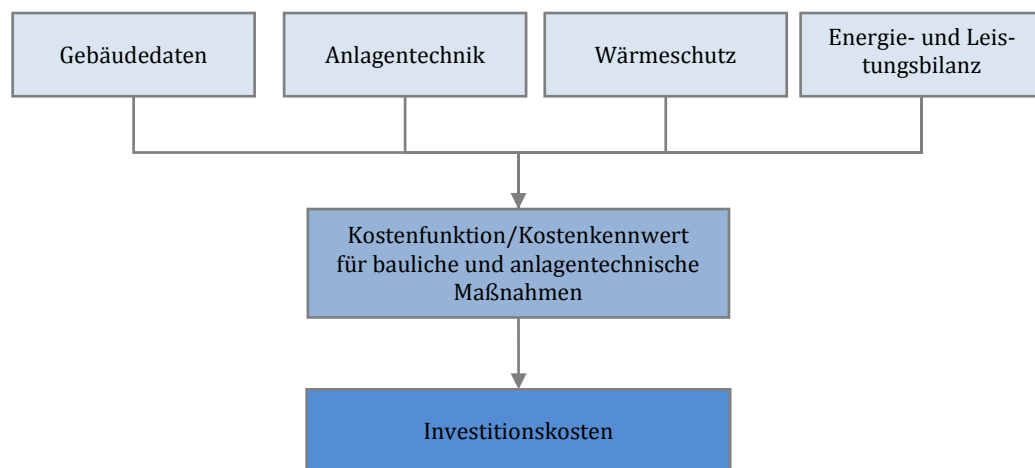 Gebäudedaten
Anlagentechnik
Wärmeschutz
Energie- und Leis-
tungsbilanz
Kostenfunktion/Kostenkennwert
für bauliche und anlagentechnische
Maßnahmen
Investitionskosten